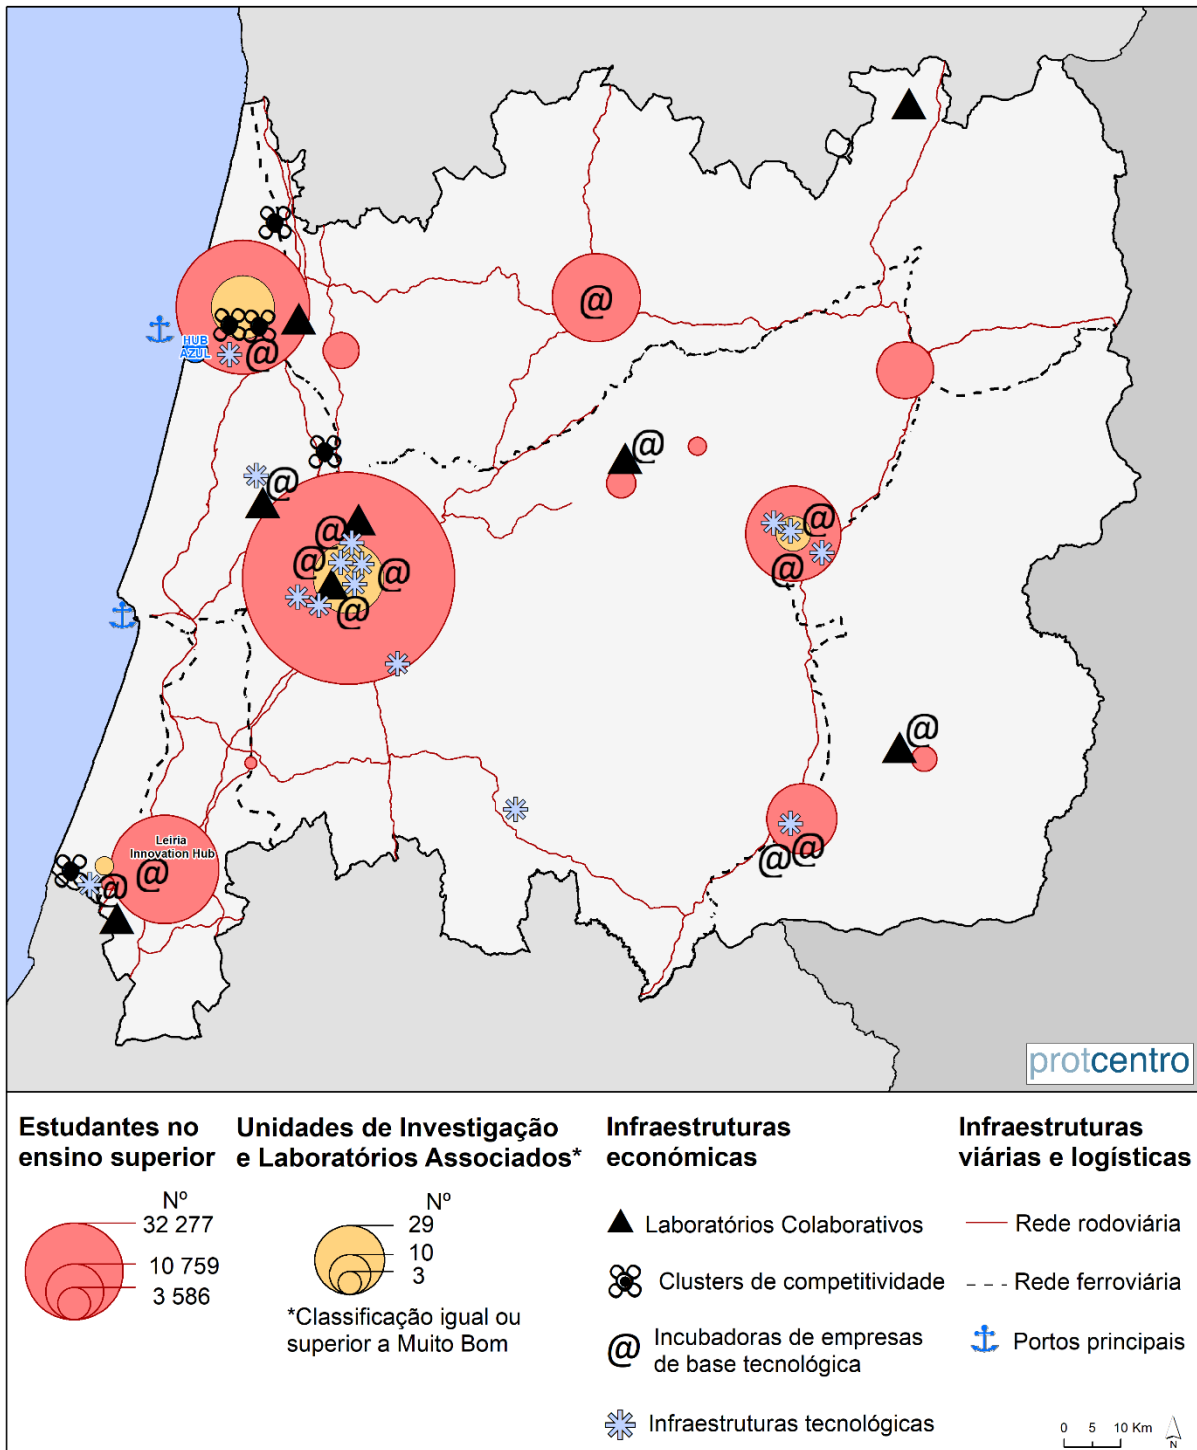 @
HUB
AZUL
@
@
@
@
@
@
@
@
@
@
@
Leiria
Innovation Hub
@
@
@
@
protcentro
Estudantes no
ensino superior
Nº
32 277
10 759
3 586
Unidades de Investigação
e Laboratórios Associados*
Nº
29
10
3
*Classificação igual ou
superior a Muito Bom
Infraestruturas
económicas
Laboratórios Colaborativos
Clusters de competitividade
@ Incubadoras de empresas
de base tecnológica
Infraestruturas tecnológicas
Infraestruturas
viárias e logísticas
Rede rodoviária
Rede ferroviária
Portos principais
0 5 10 Km
N